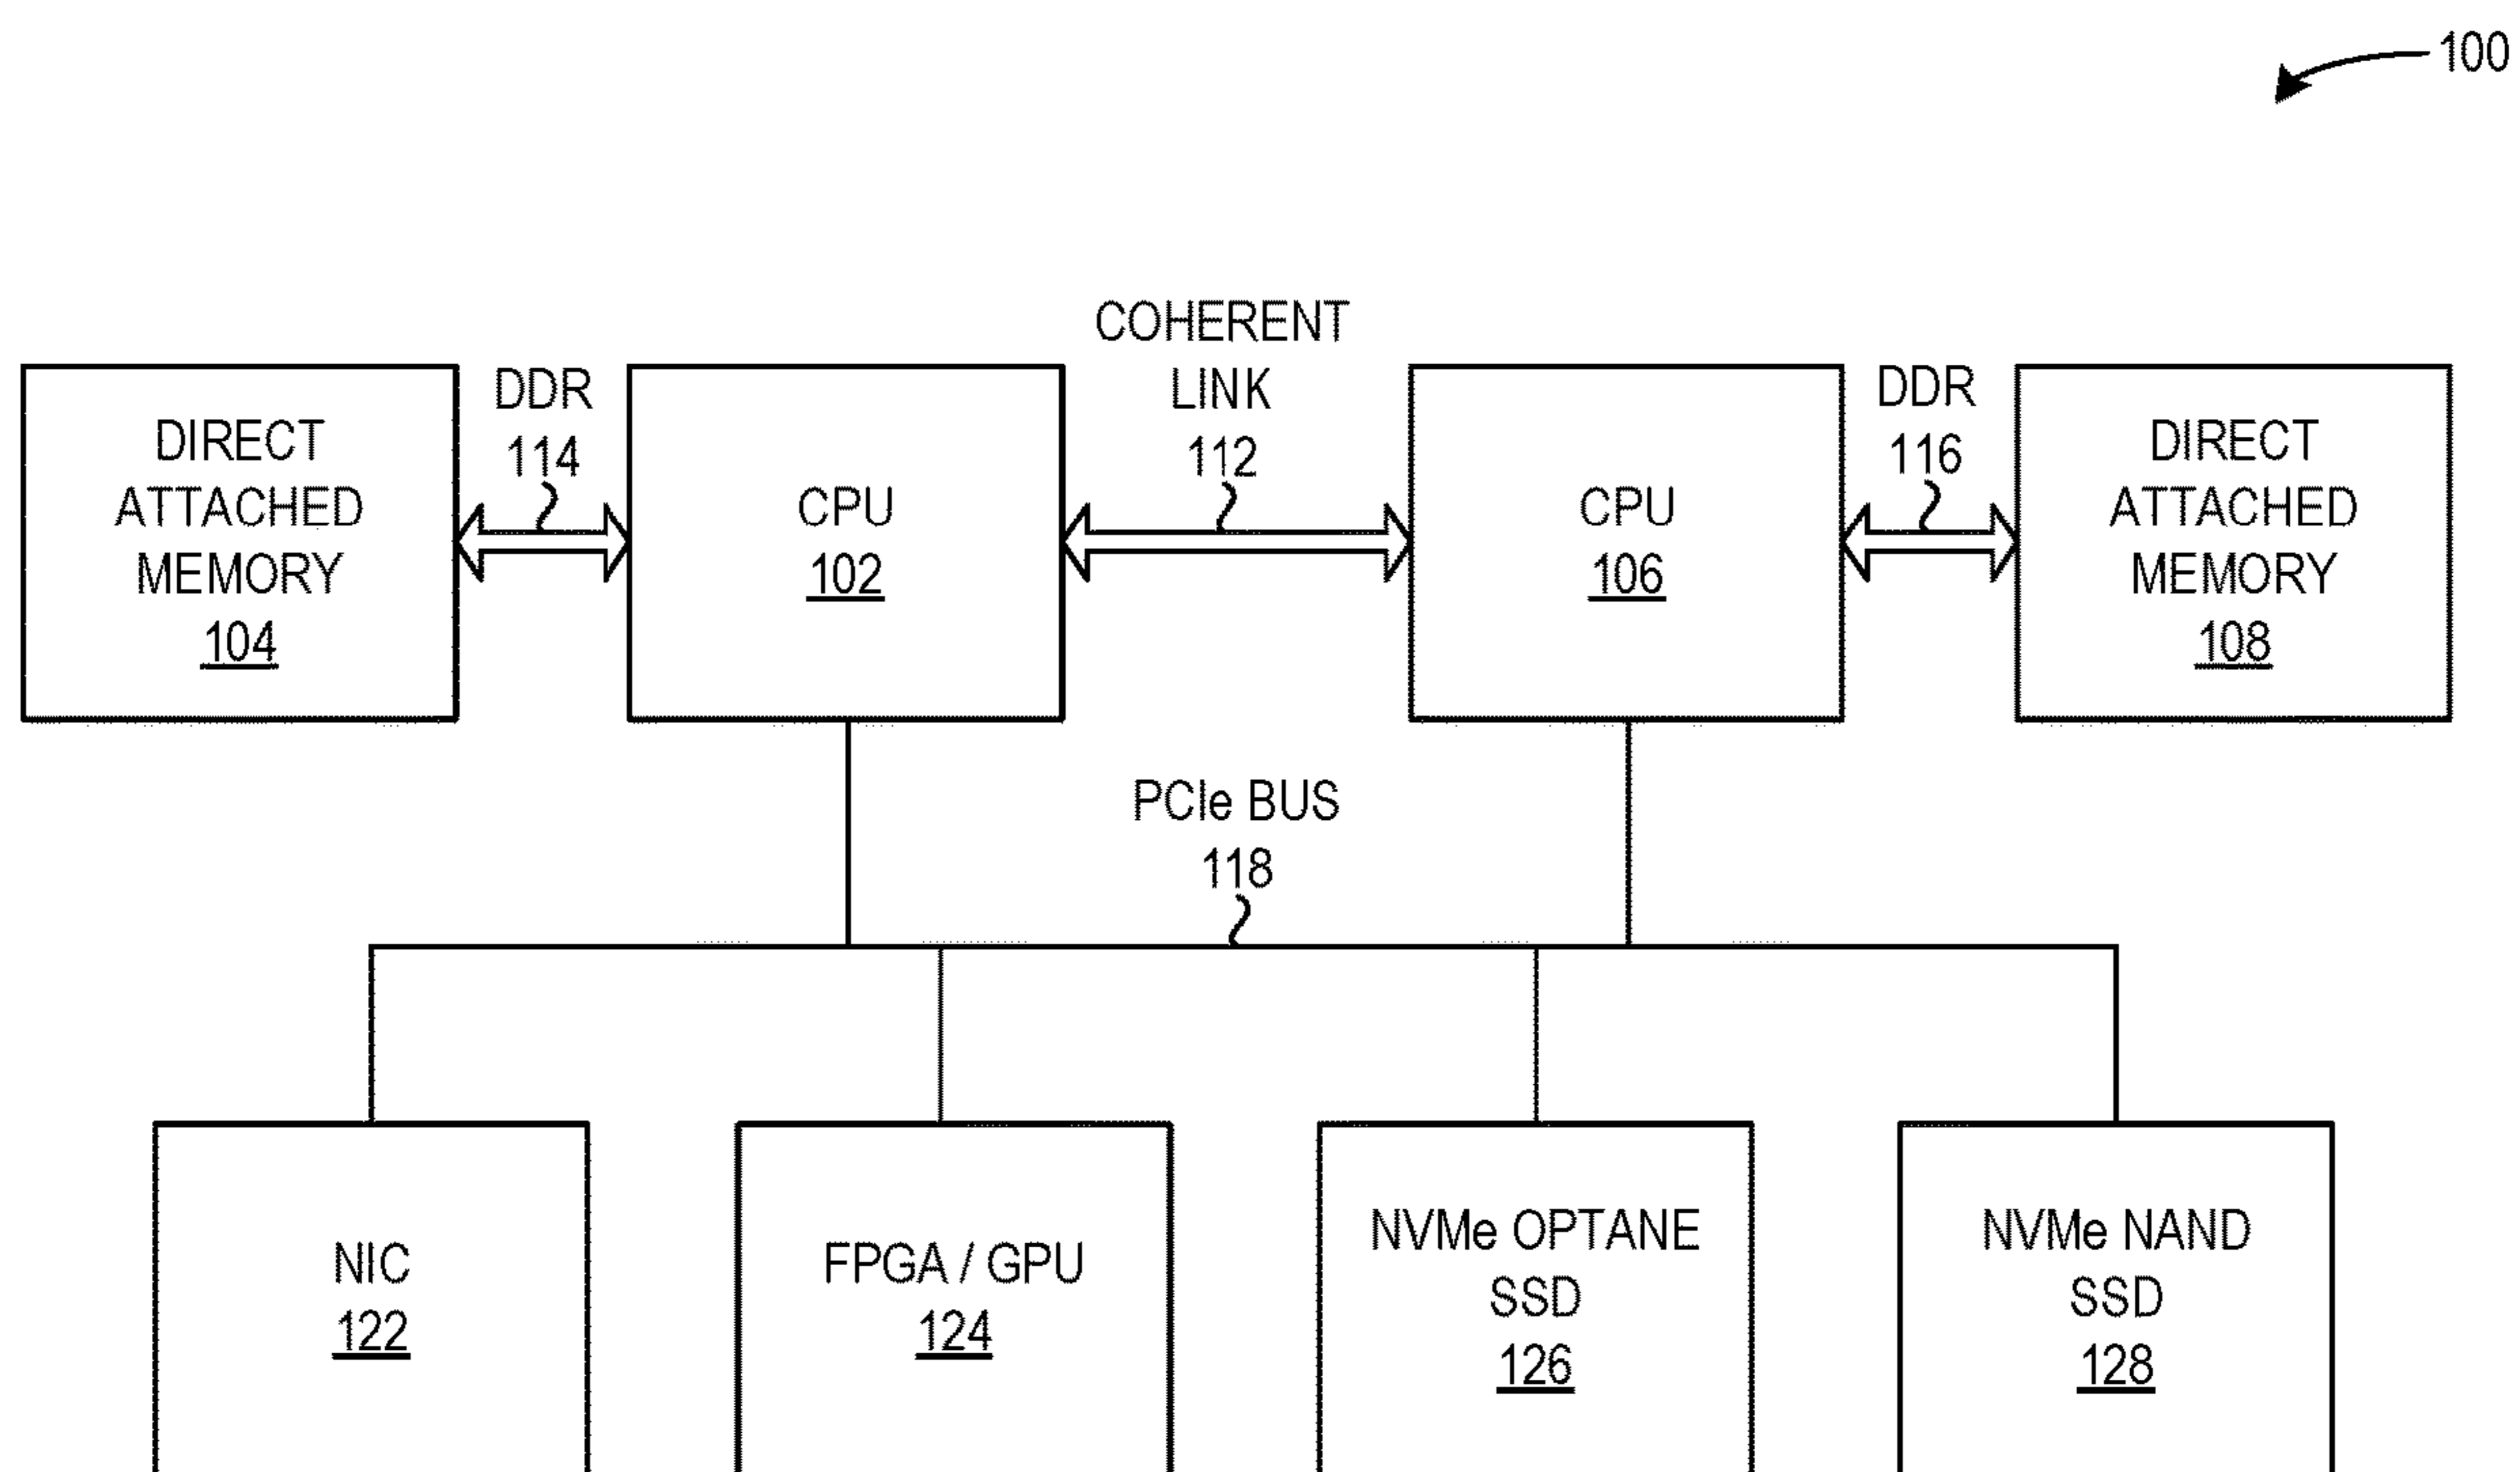 100
COHERENT
LINK
112
DDR
114
DDR
116
DIRECT
ATTACHED
MEMORY
104
CPU
102
CPU
106
DIRECT
ATTACHED
MEMORY
108
PCIe BUS
118
NIC
122
FPGA / GPU
124
NVMe OPTANE
SSD
126
NVMe NAND
SSD
128